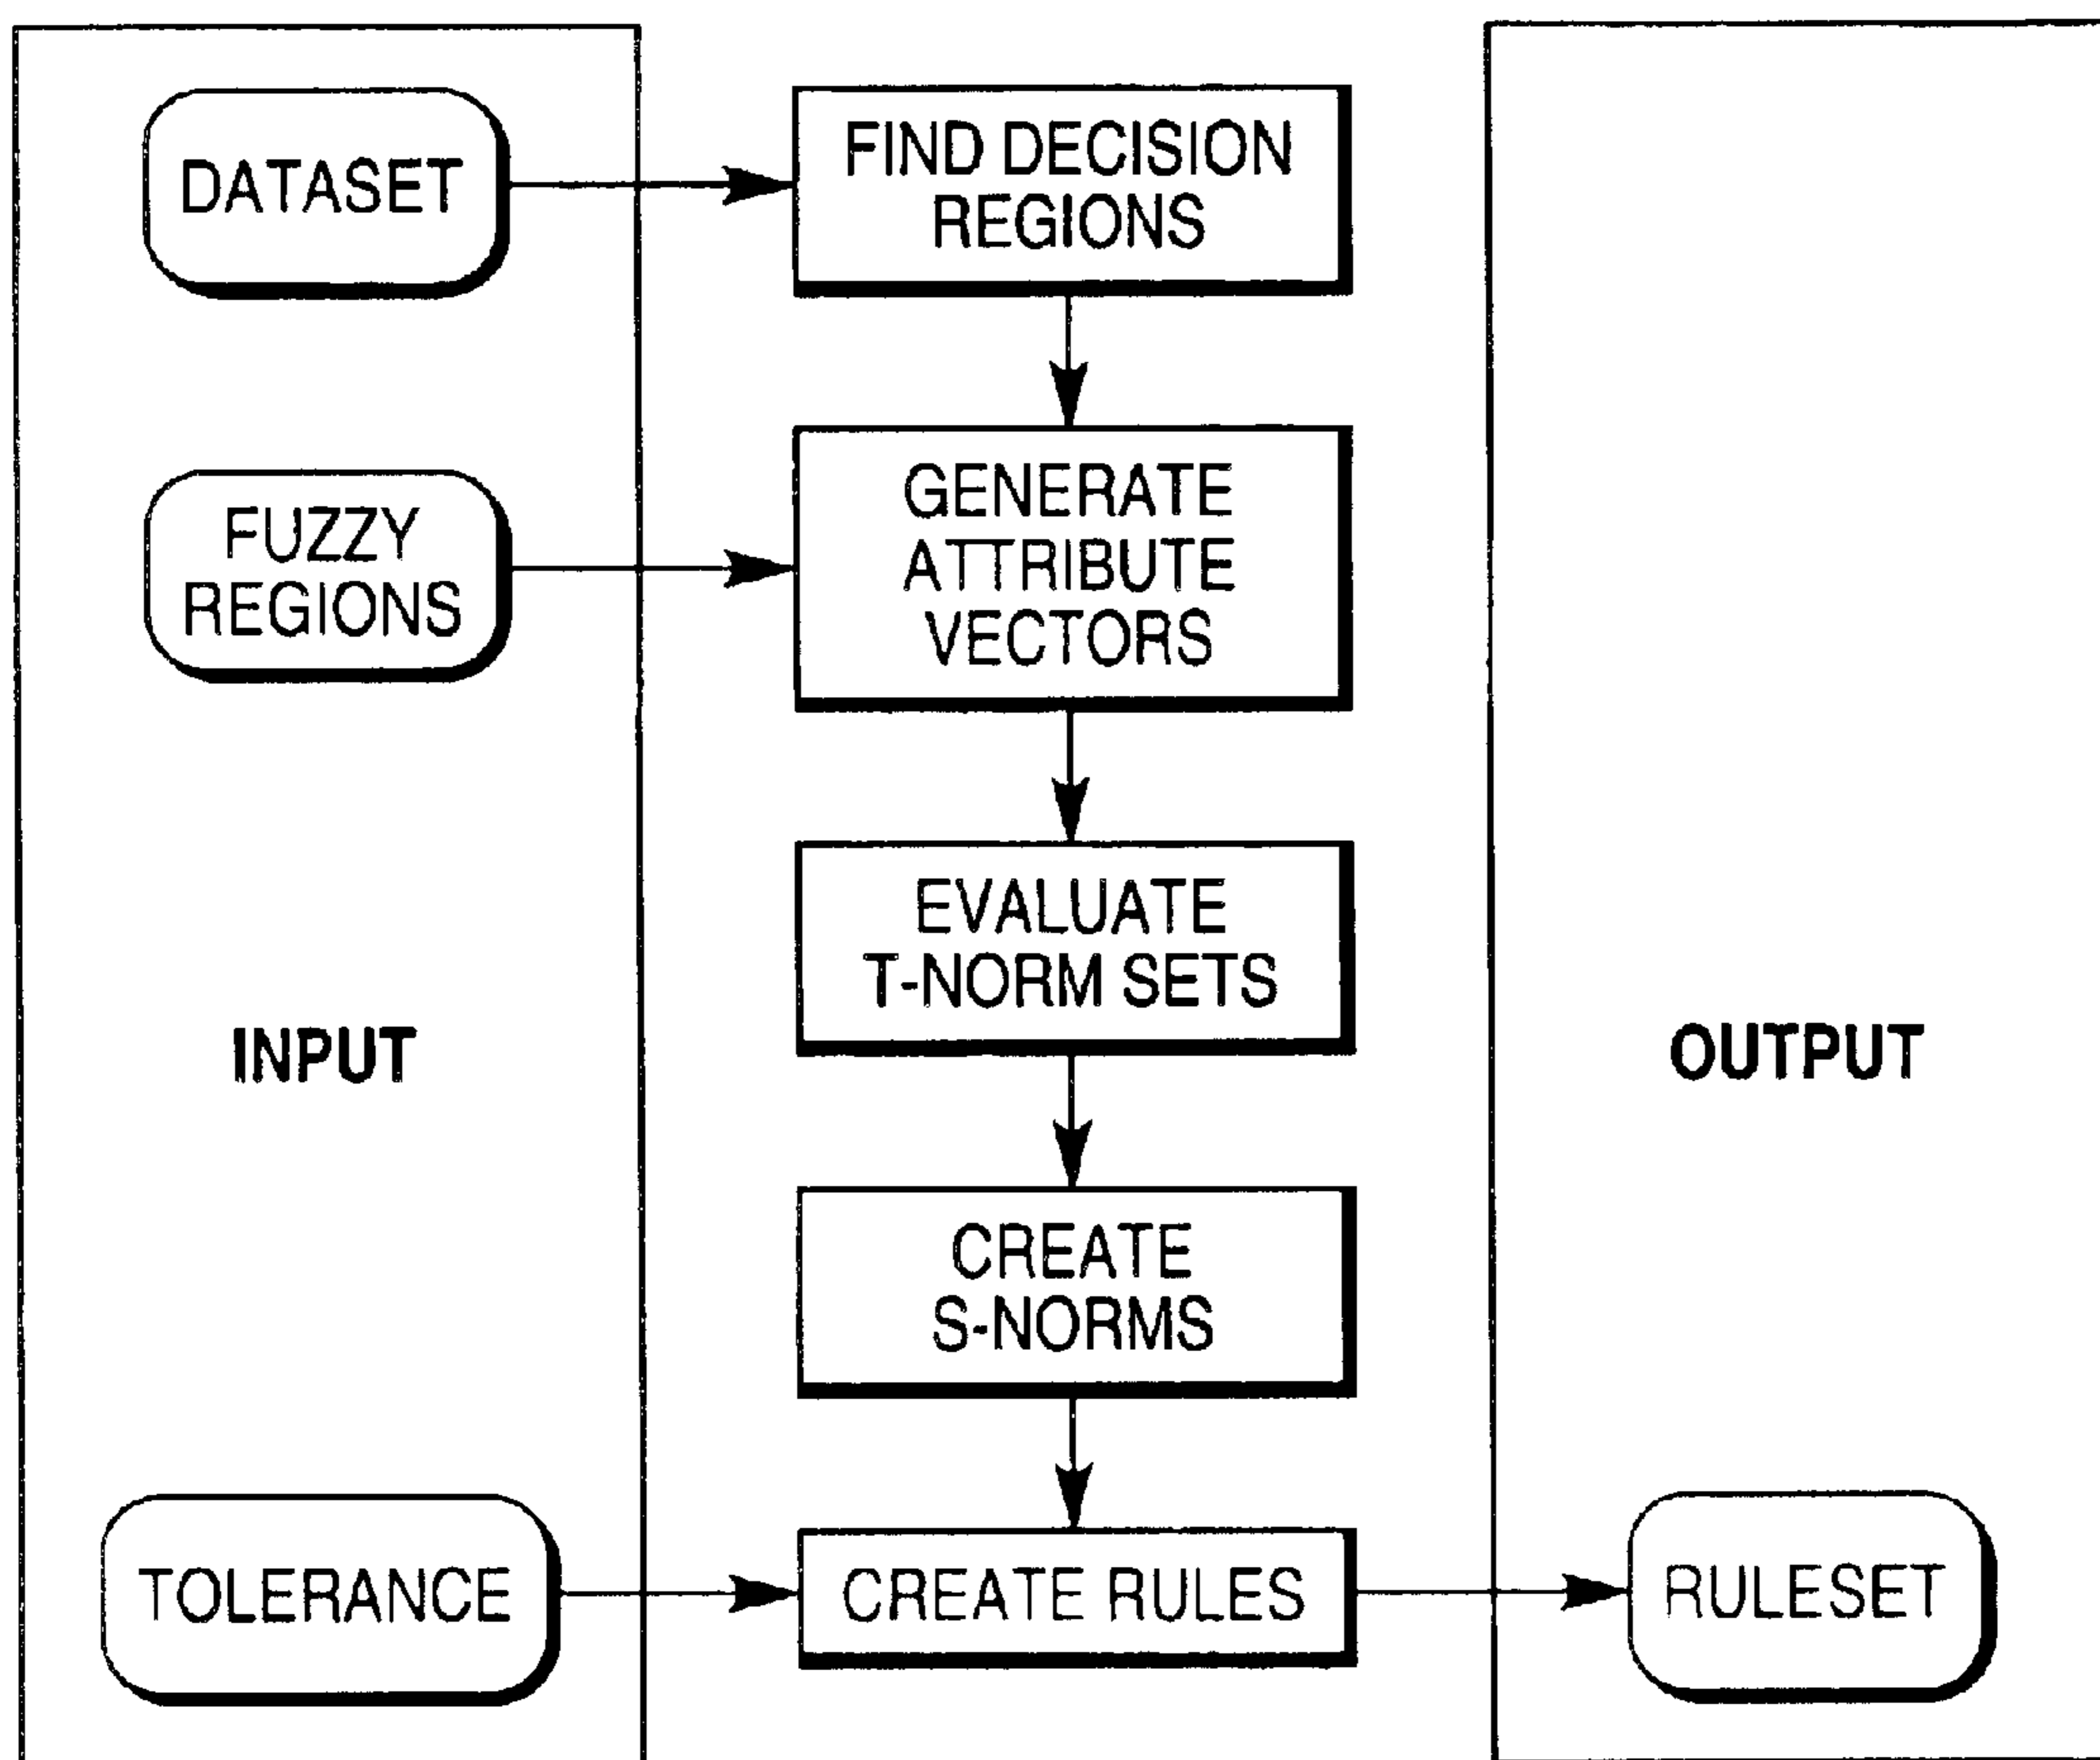 DATASET
FIND DECISION
REGIONS
FUZZY
REGIONS
GENERATE
ATTRIBUTE
VECTORS
EVALUATE
T-NORM SETS
INPUT
OUTPUT
CREATE
S-NORMS
TOLERANCE
CREATE RULES
RULESET